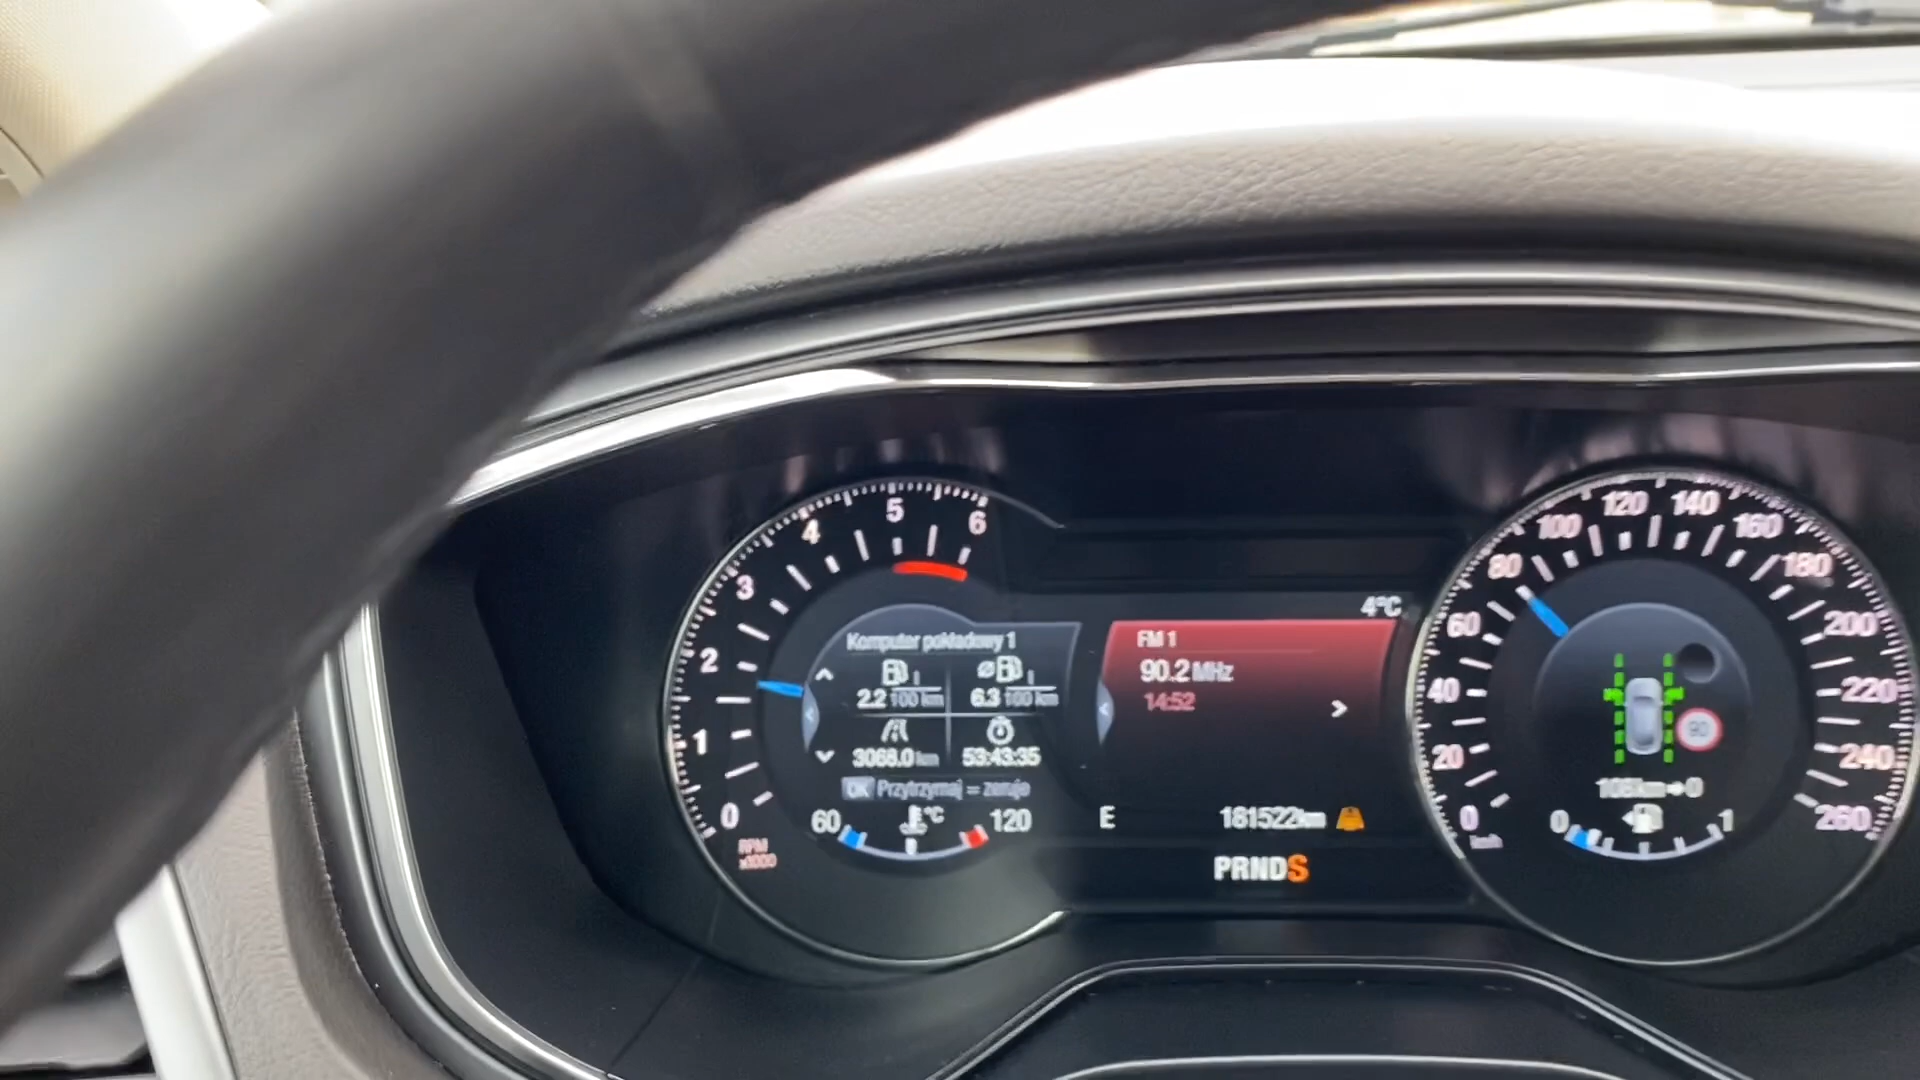 0
1
2
3
4
5
6
RPM
x1000
Komputer pokładowy 1
2.2 l/100 km
ø 6.3 l/100 km
3068.0 km
53:43:35
OK Przytrzymaj = zeruje
60 °C 120
4°C
FM 1
90.2 MHz
14:52
E 181522km
PRNDS
0
20
40
60
80
100
120
140
160
180
200
220
240
260
km/h
90
0 1